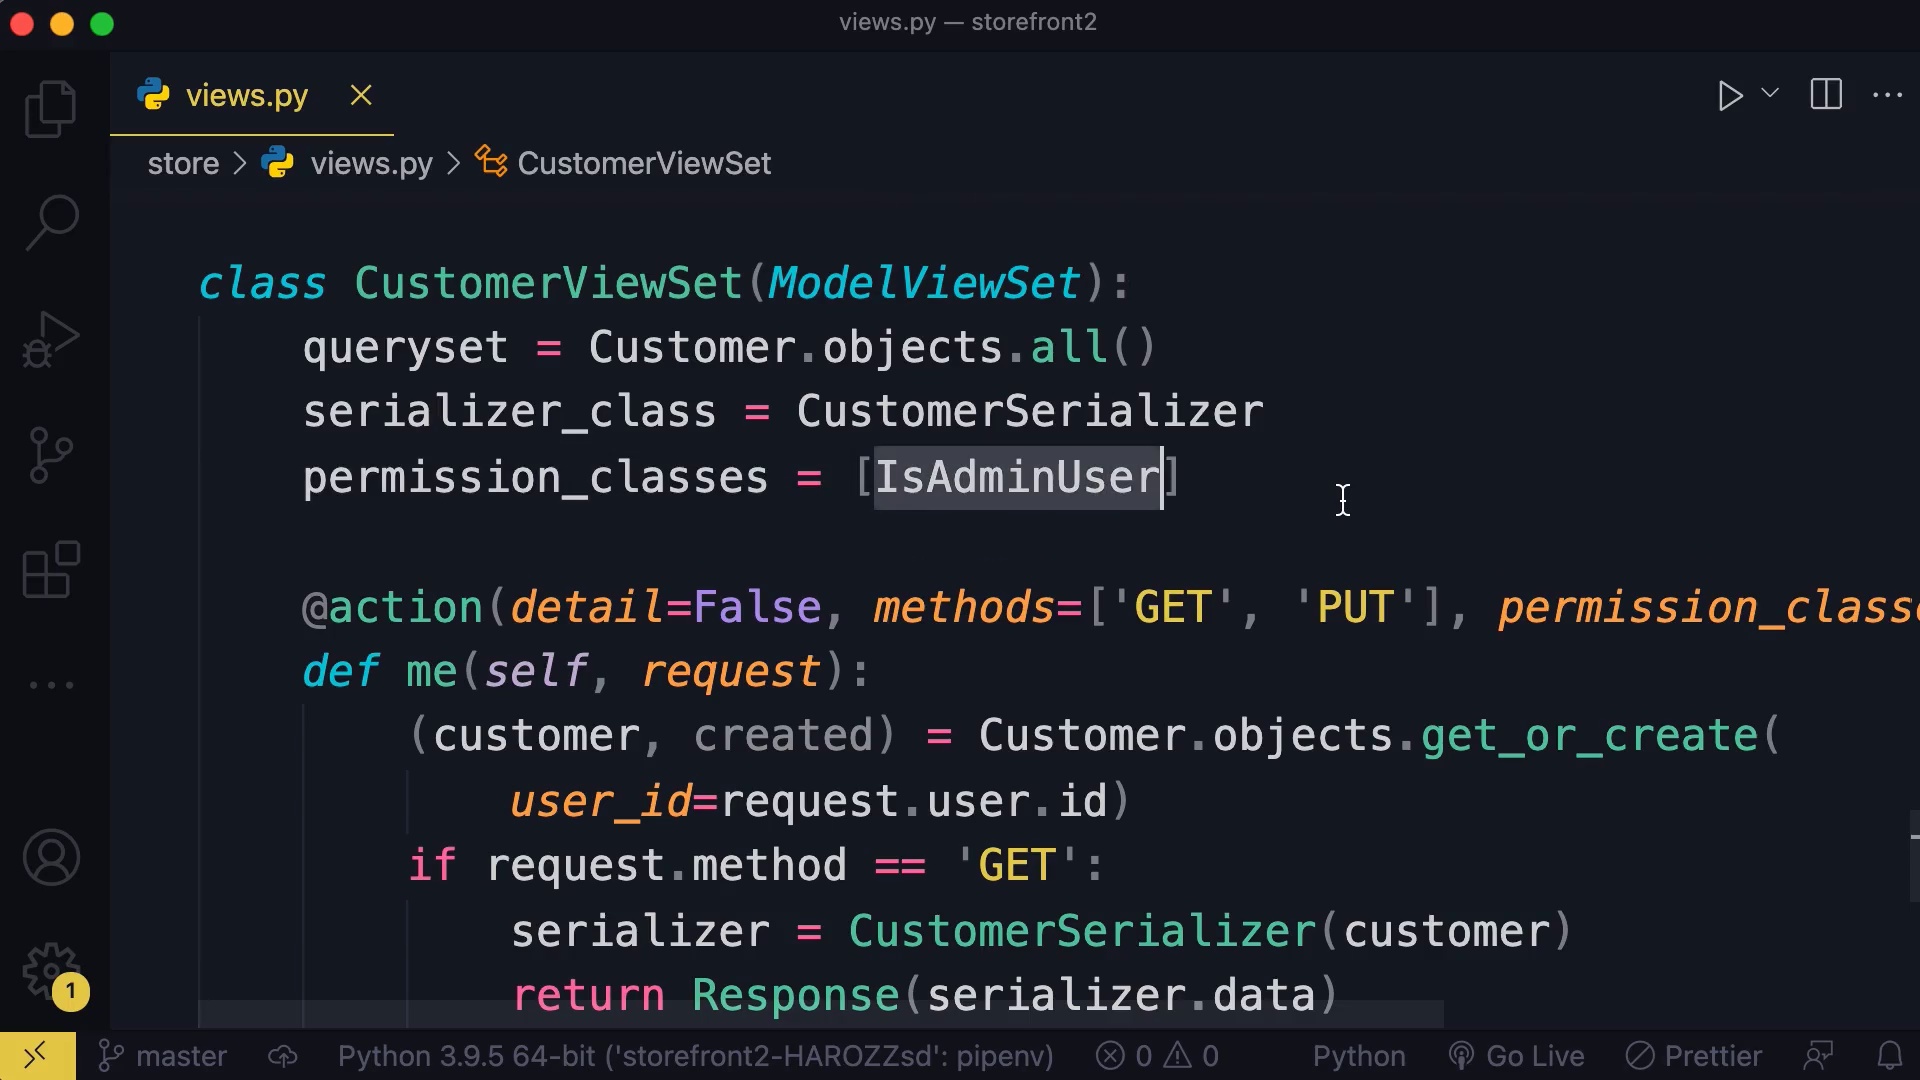 views.py — storefront2
views.py
store > views.py > CustomerViewSet
class CustomerViewSet(ModelViewSet):
queryset = Customer.objects.all()
serializer_class = CustomerSerializer
permission_classes = [IsAdminUser]
@action(detail=False, methods=['GET', 'PUT'], permission_class
def me(self, request):
(customer, created) = Customer.objects.get_or_create(
user_id=request.user.id)
if request.method == 'GET':
serializer = CustomerSerializer(customer)
return Response(serializer.data)
1
master Python 3.9.5 64-bit ('storefront2-HAROZZsd': pipenv) 0 0 Python Go Live Prettier